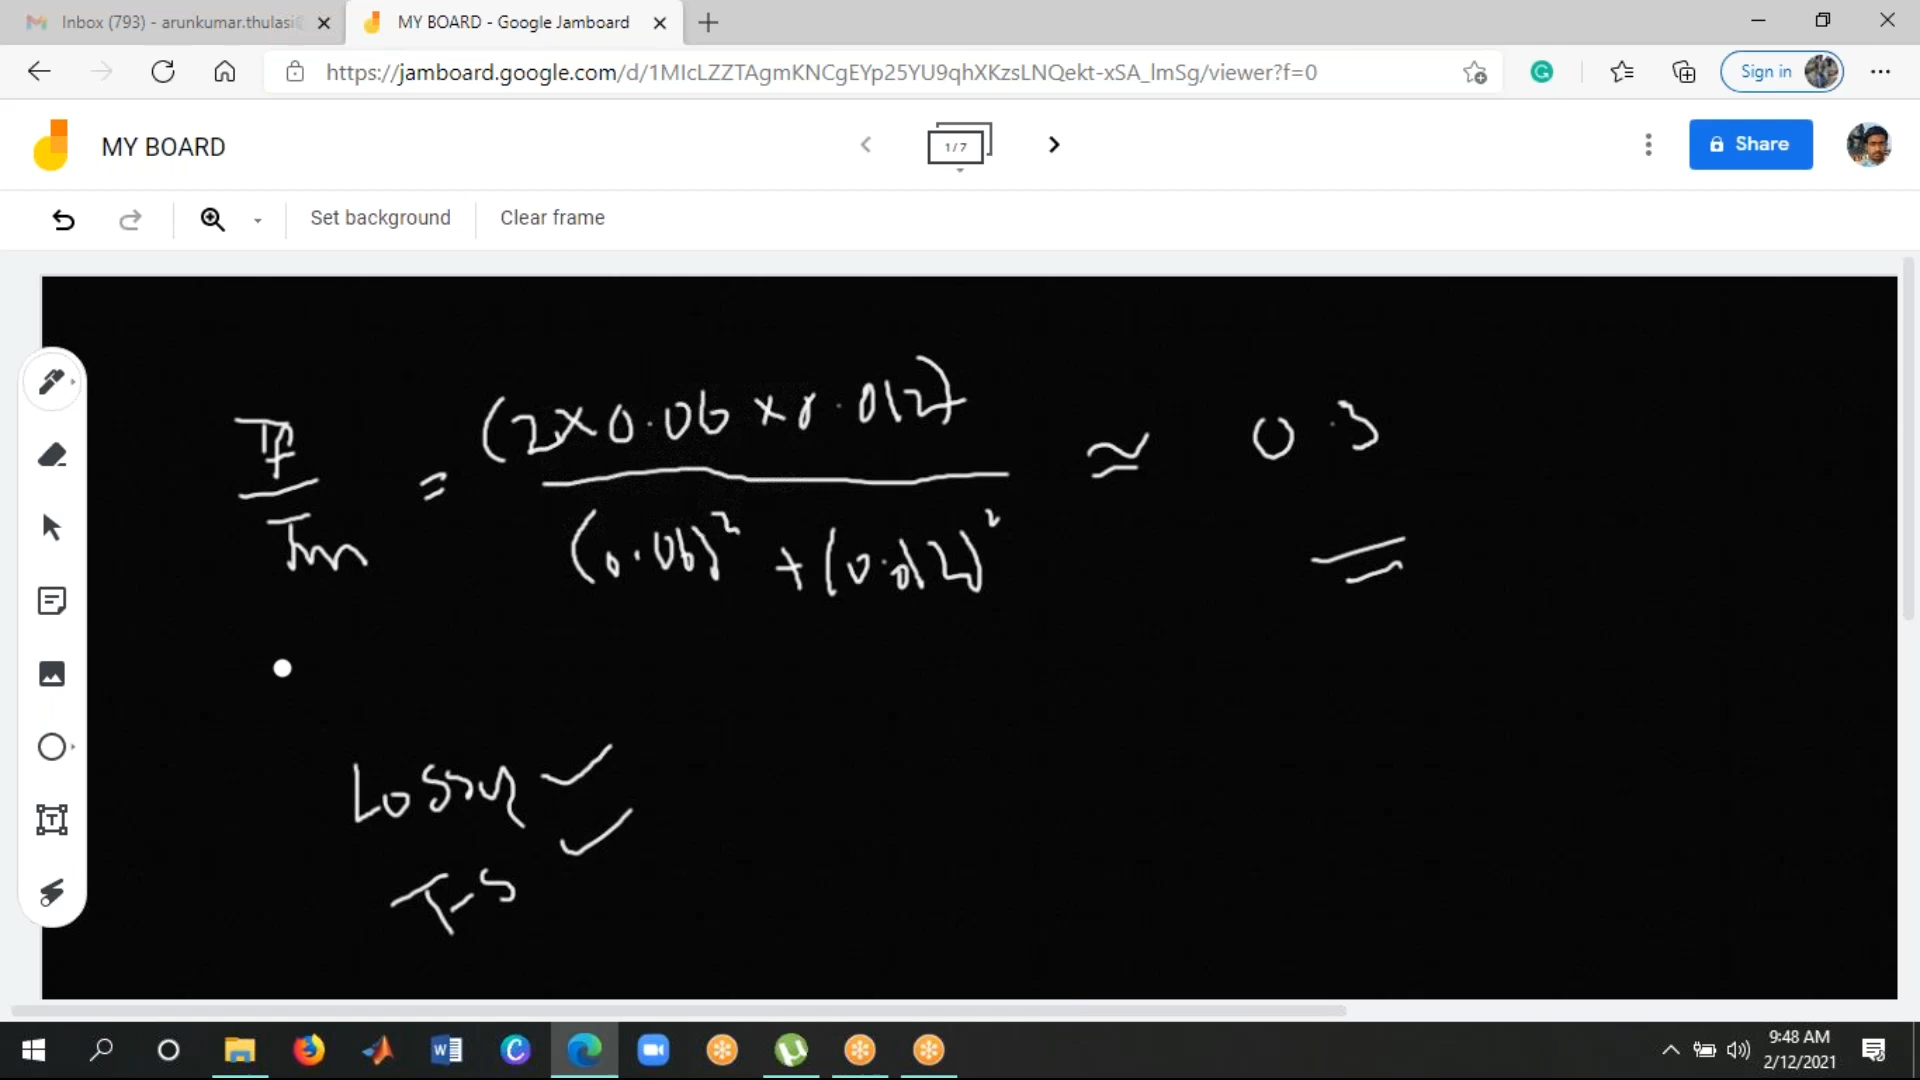 Inbox (793) - arunkumar.thulasi
MY BOARD - Google Jamboard
https://jamboard.google.com/d/1MIcLZZTAgmKNCgEYp25YU9qhXKzsLNQekt-xSA_lmSg/viewer?f=0
Sign in
MY BOARD
1/7
Share
Set background
Clear frame
Tf/Tm = (2×0.06×0.012) / (0.06)² + (0.012)² ≃ 0.3
Lossy ✓
T-S ✓
9:48 AM
2/12/2021